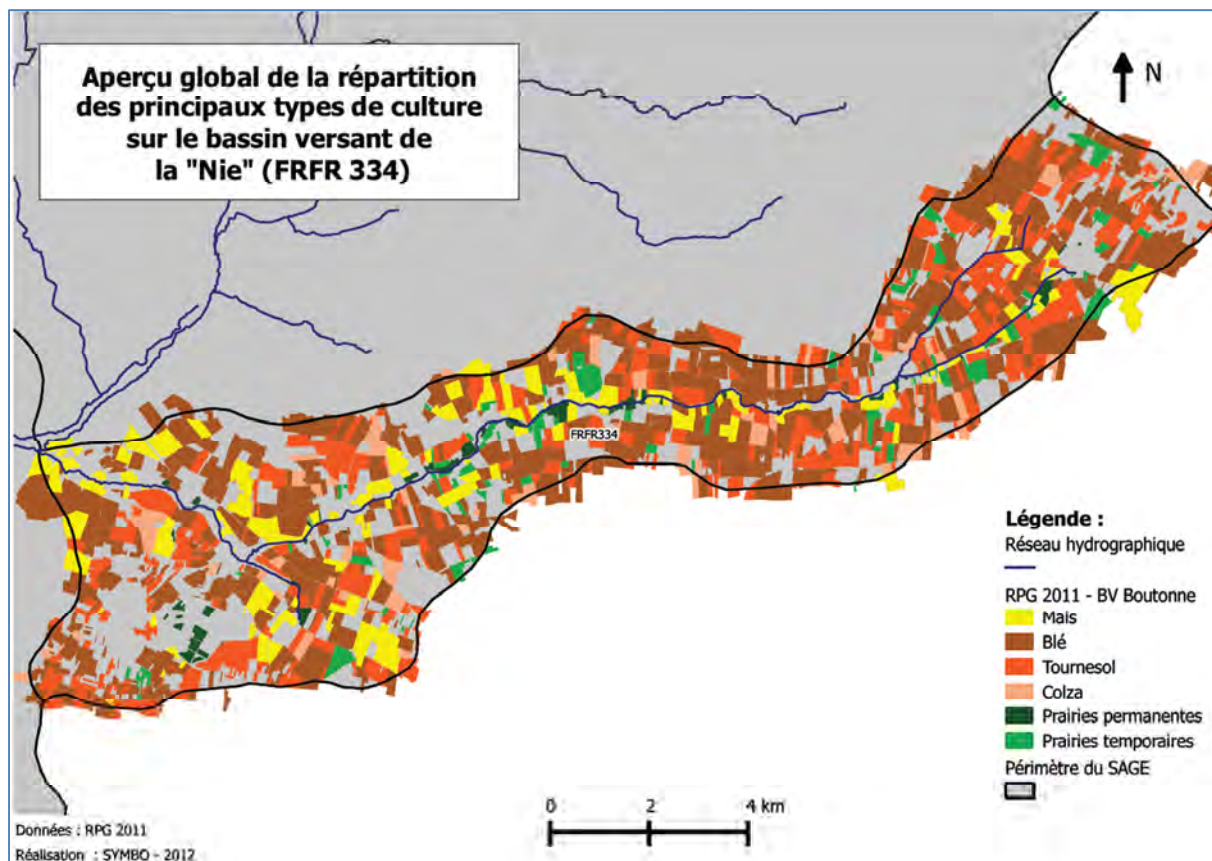 Aperçu global de la répartition
des principaux types de culture
sur le bassin versant de
la "Nie" (FRFR 334)
N
FRFR334
Légende :
Réseau hydrographique
RPG 2011 - BV Boutonne
Mais
Blé
Tournesol
Colza
Prairies permanentes
Prairies temporaires
Périmètre du SAGE
0 2 4 km
Données : RPG 2011
Réalisation : SYMBO - 2012